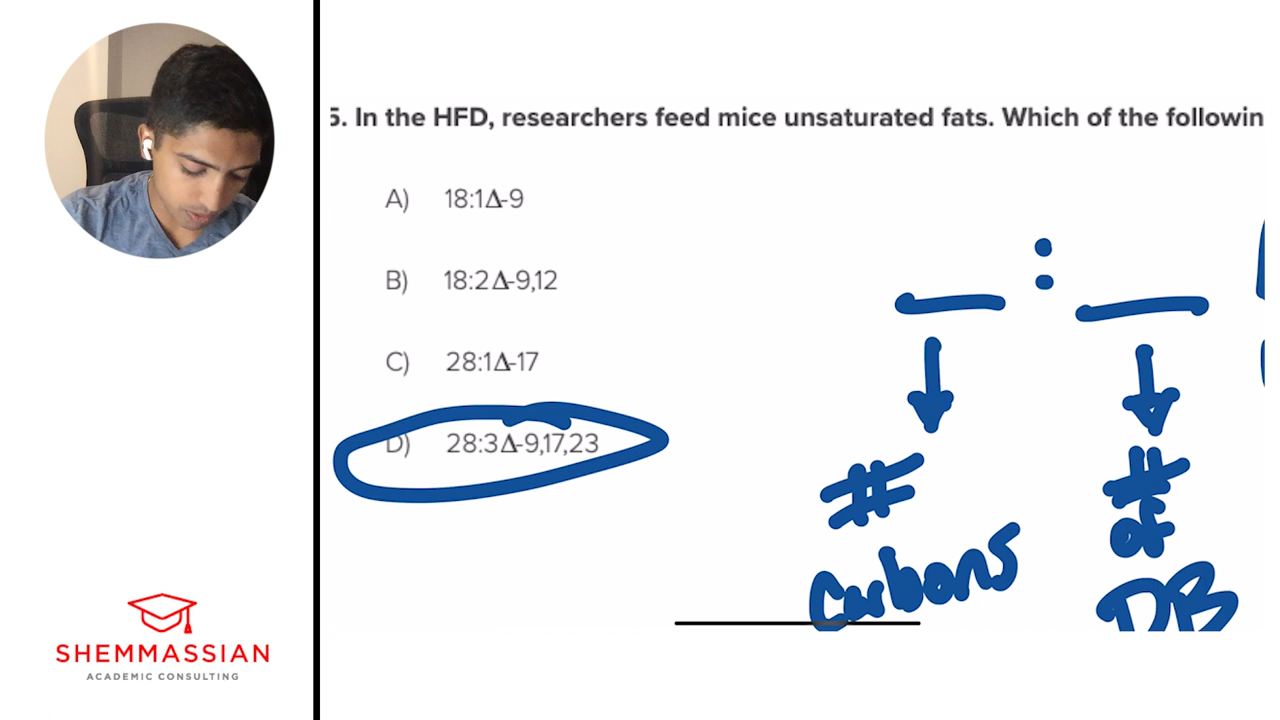 5. In the HFD, researchers feed mice unsaturated fats. Which of the followin
A) 18:1Δ-9
B) 18:2Δ-9,12
C) 28:1Δ-17
D) 28:3Δ-9,17,23
:
# #
of
carbons DB
SHEMMASSIAN
ACADEMIC CONSULTING